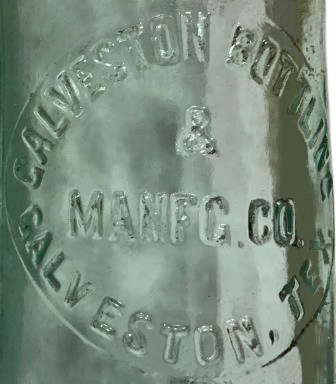 GALVESTON BOTTLING
&
MANFG. CO.
GALVESTON, TEX